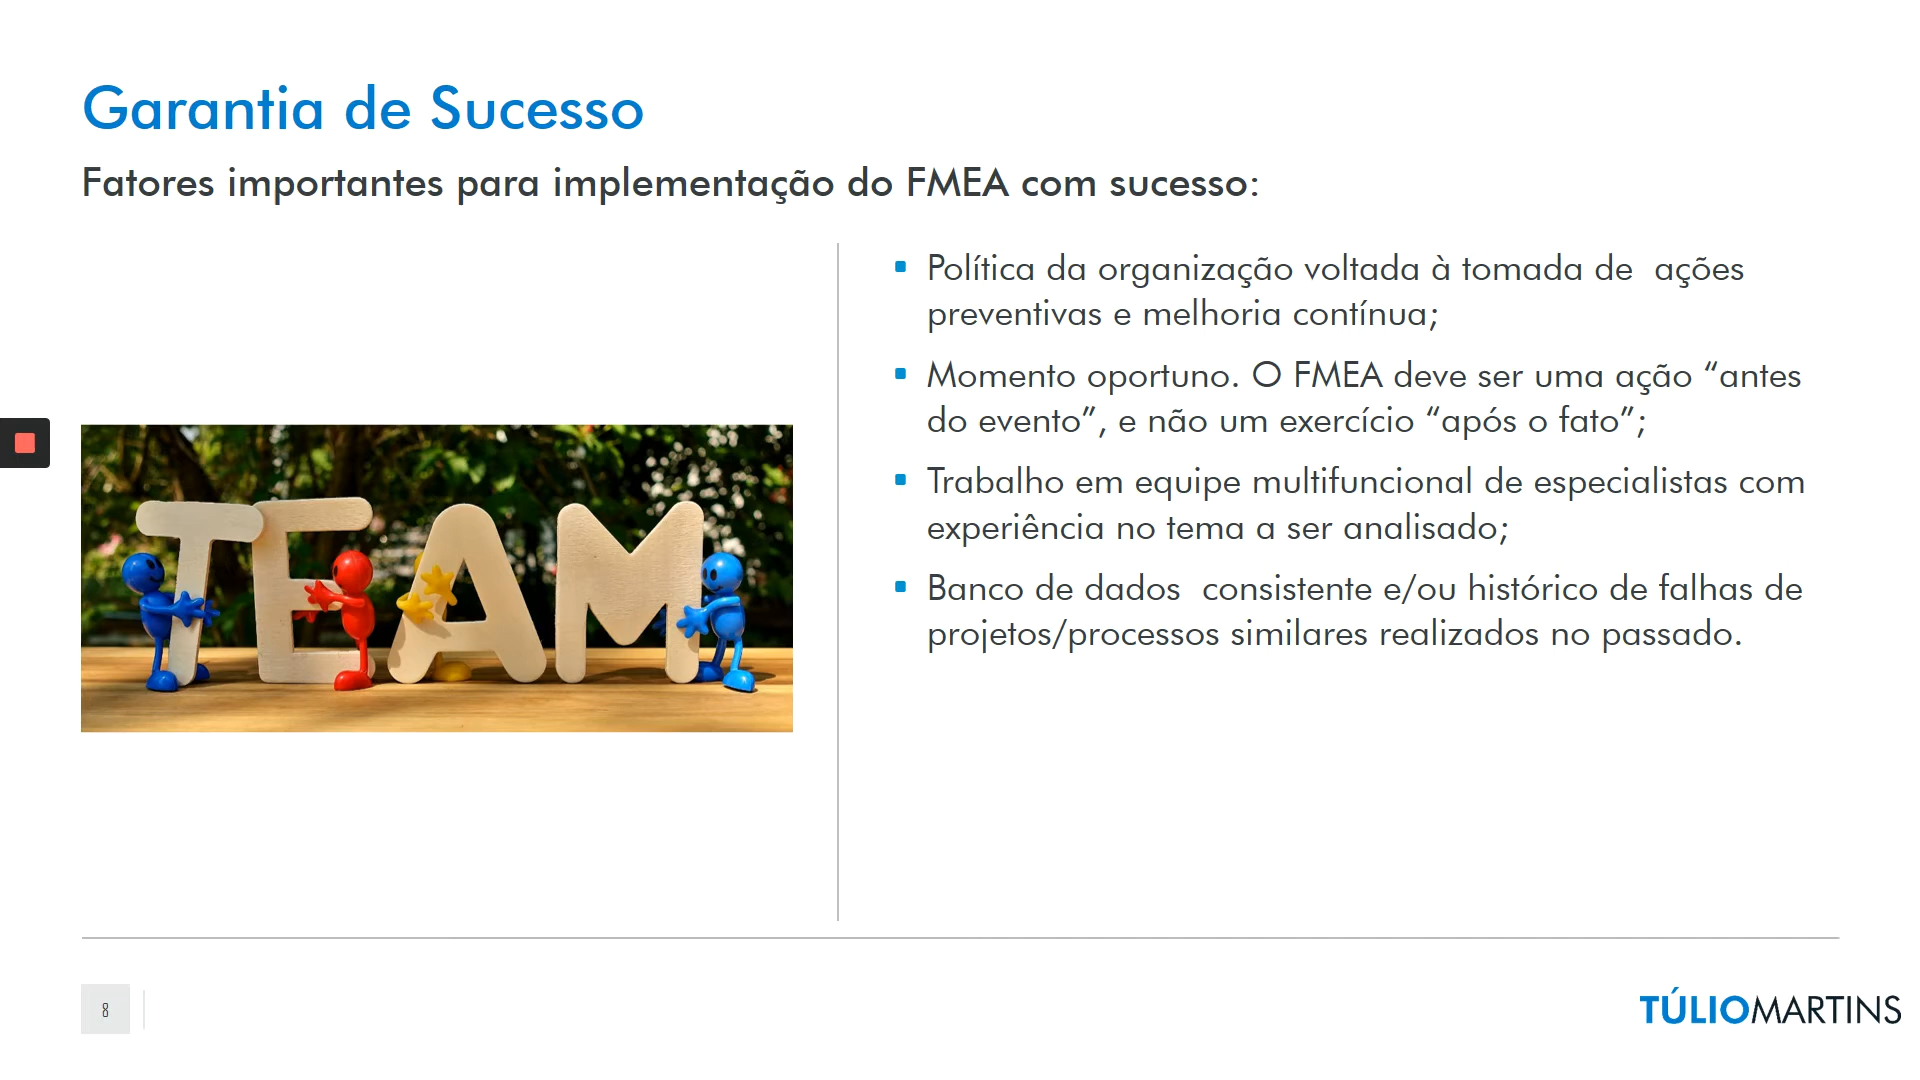 Garantia de Sucesso
Fatores importantes para implementação do FMEA com sucesso:
Política da organização voltada à tomada de  ações
preventivas e melhoria contínua;
Momento oportuno. O FMEA deve ser uma ação “antes
do evento”, e não um exercício “após o fato”;
Trabalho em equipe multifuncional de especialistas com
experiência no tema a ser analisado;
Banco de dados  consistente e/ou histórico de falhas de
projetos/processos similares realizados no passado.
TEAM
8
TÚLIOMARTINS